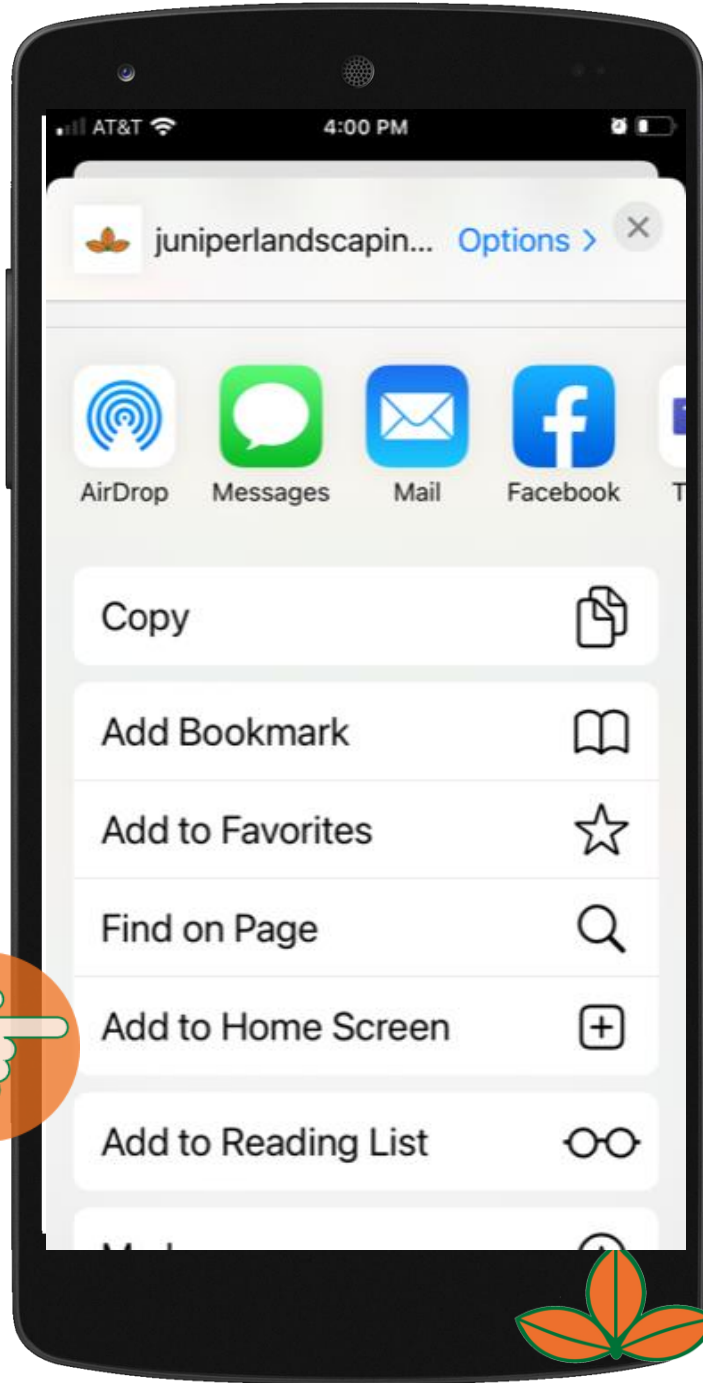 AT&T 4:00 PM
juniperlandscapin... Options >
AirDrop Messages Mail Facebook T
Copy
Add Bookmark
Add to Favorites
Find on Page
Add to Home Screen
Add to Reading List